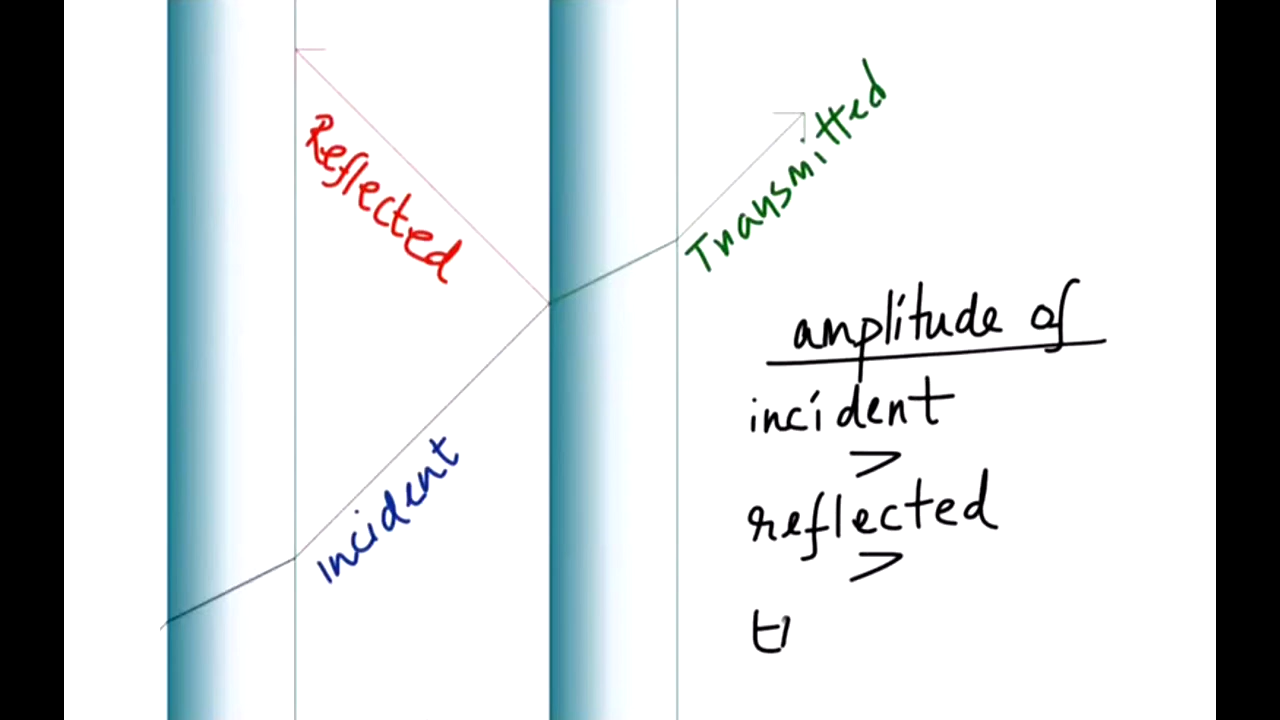 Reflected
Transmitted
incident
amplitude of
incident
>
reflected
>